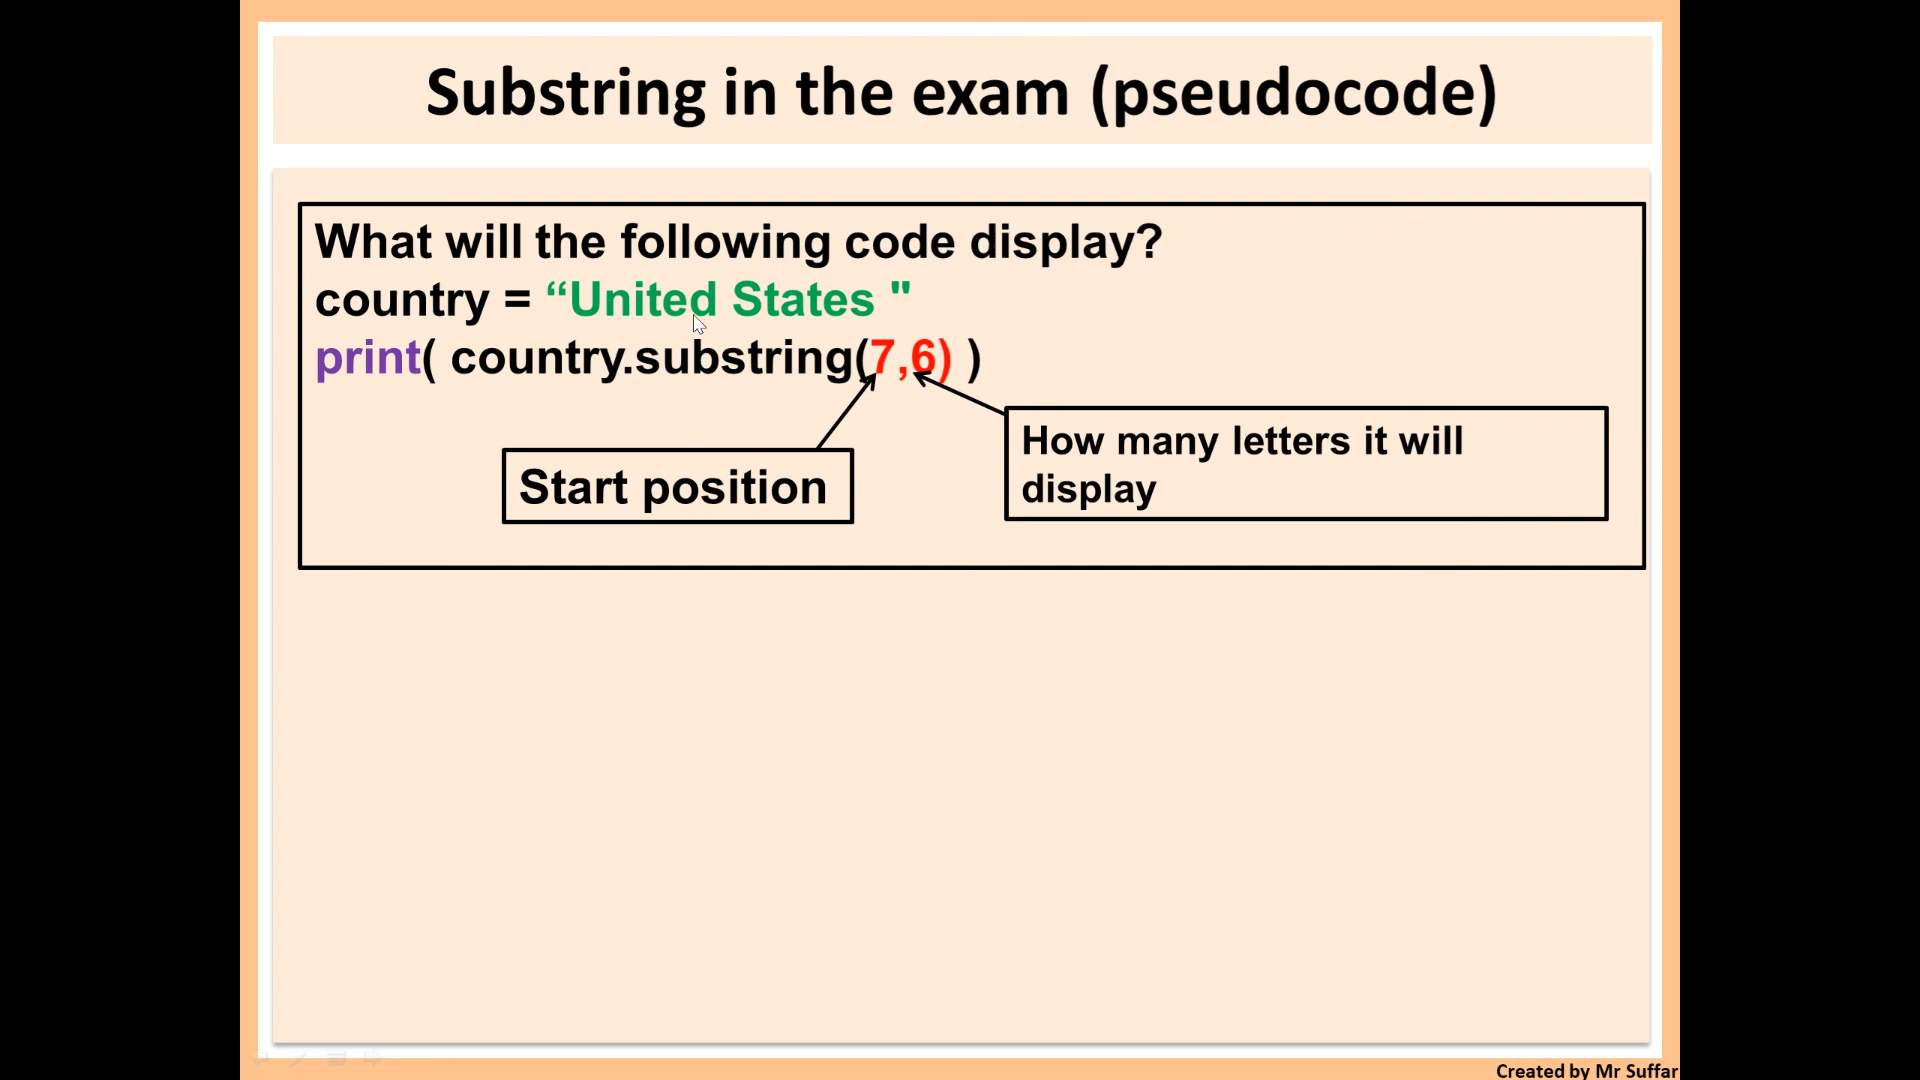 Substring in the exam (pseudocode)
What will the following code display?
country = “United States "
print( country.substring(7,6) )
Start position
How many letters it will
display
Created by Mr Suffar